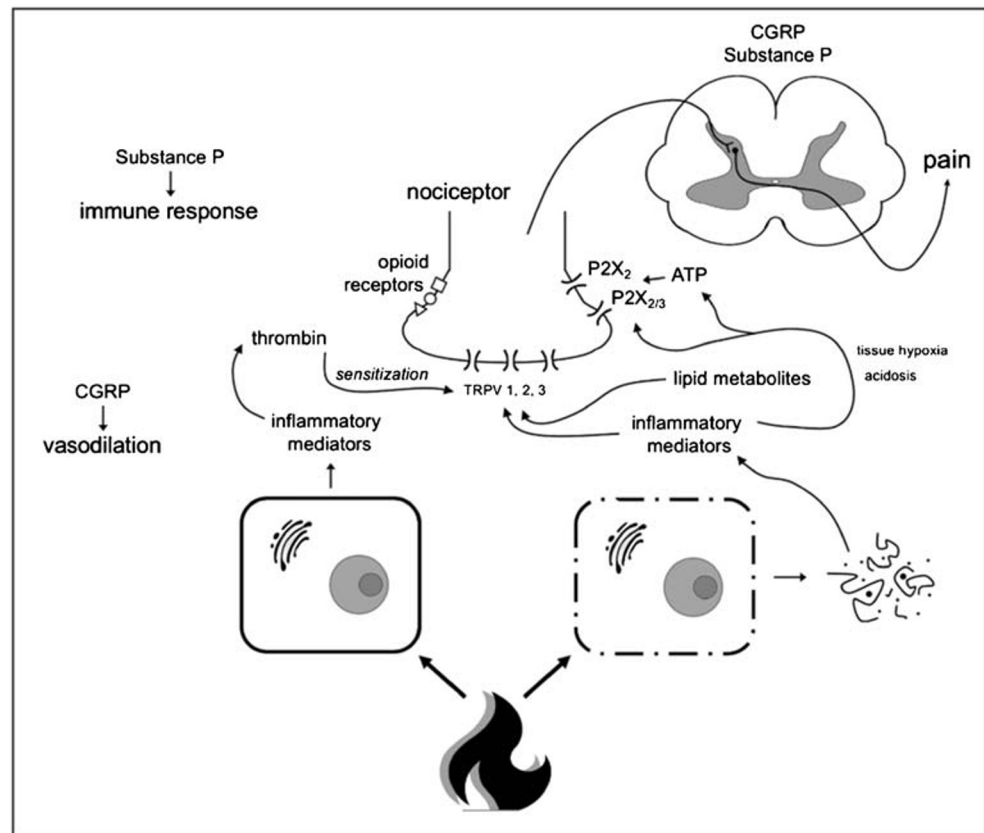 CGRP
Substance P
Substance P
immune response
pain
nociceptor
opioid
receptors
P2X2
ATP
P2X2/3
thrombin
sensitization
TRPV 1, 2, 3
lipid metabolites
tissue hypoxia
acidosis
CGRP
vasodilation
inflammatory
mediators
inflammatory
mediators